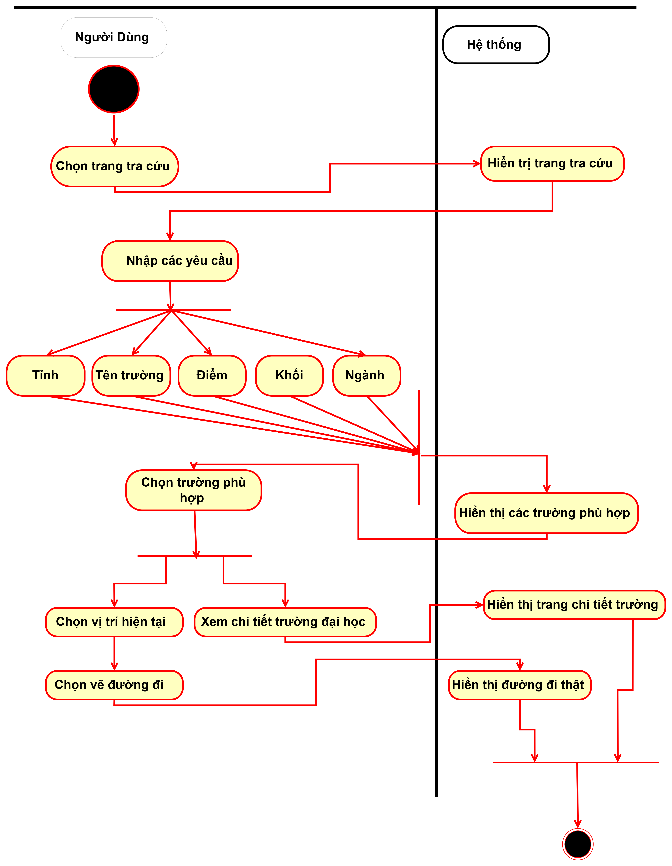 Người Dùng
Hệ thống
Chọn trang tra cứu
Hiển trị trang tra cứu
Nhập các yêu cầu
Tỉnh
Tên trường
Điểm
Khối
Ngành
Chọn trường phù
hợp
Hiển thị các trường phù hợp
Chọn vị trí hiện tại
Xem chi tiết trường đại học
Hiển thị trang chi tiết trường
Chọn vẽ đường đi
Hiển thị đường đi thật